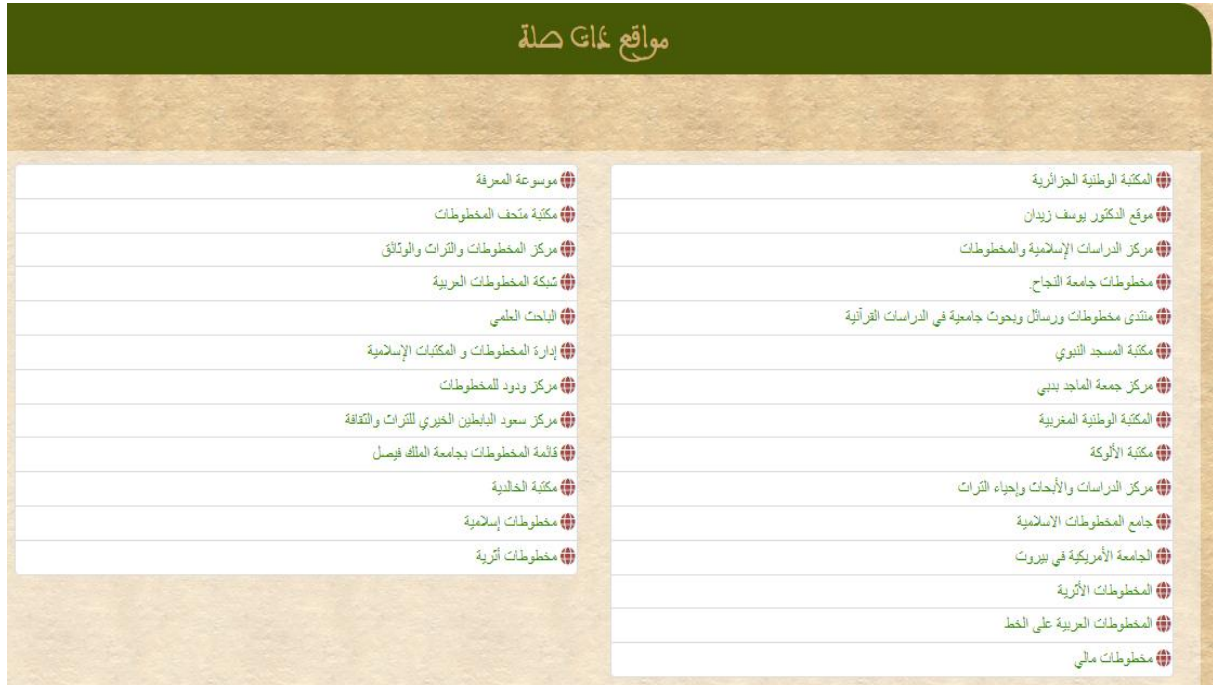 مواقع ذات صلة
المكتبة الوطنية الجزائرية
موقع الدكتور يوسف زيدان
مركز الدراسات الإسلامية والمخطوطات
مخطوطات جامعة النجاح.
منتدى مخطوطات ورسائل وبحوث جامعية في الدراسات القرآنية
مكتبة المسجد النبوي
مركز جمعة الماجد بدبي
المكتبة الوطنية المغربية
مكتبة الألوكة
مركز الدراسات والأبحاث وإحياء التراث
جامع المخطوطات الاسلامية
الجامعة الأمريكية في بيروت
المخطوطات الأثرية
المخطوطات العربية على الخط
مخطوطات مالي
موسوعة المعرفة
مكتبة متحف المخطوطات
مركز المخطوطات والتراث والوثائق
شبكة المخطوطات العربية
الباحث العلمي
إدارة المخطوطات و المكتبات الإسلامية
مركز ودود للمخطوطات
مركز سعود البابطين الخيري للتراث والثقافة
قائمة المخطوطات بجامعة الملك فيصل
مكتبة الخالدية
مخطوطات إسلامية
مخطوطات أثرية